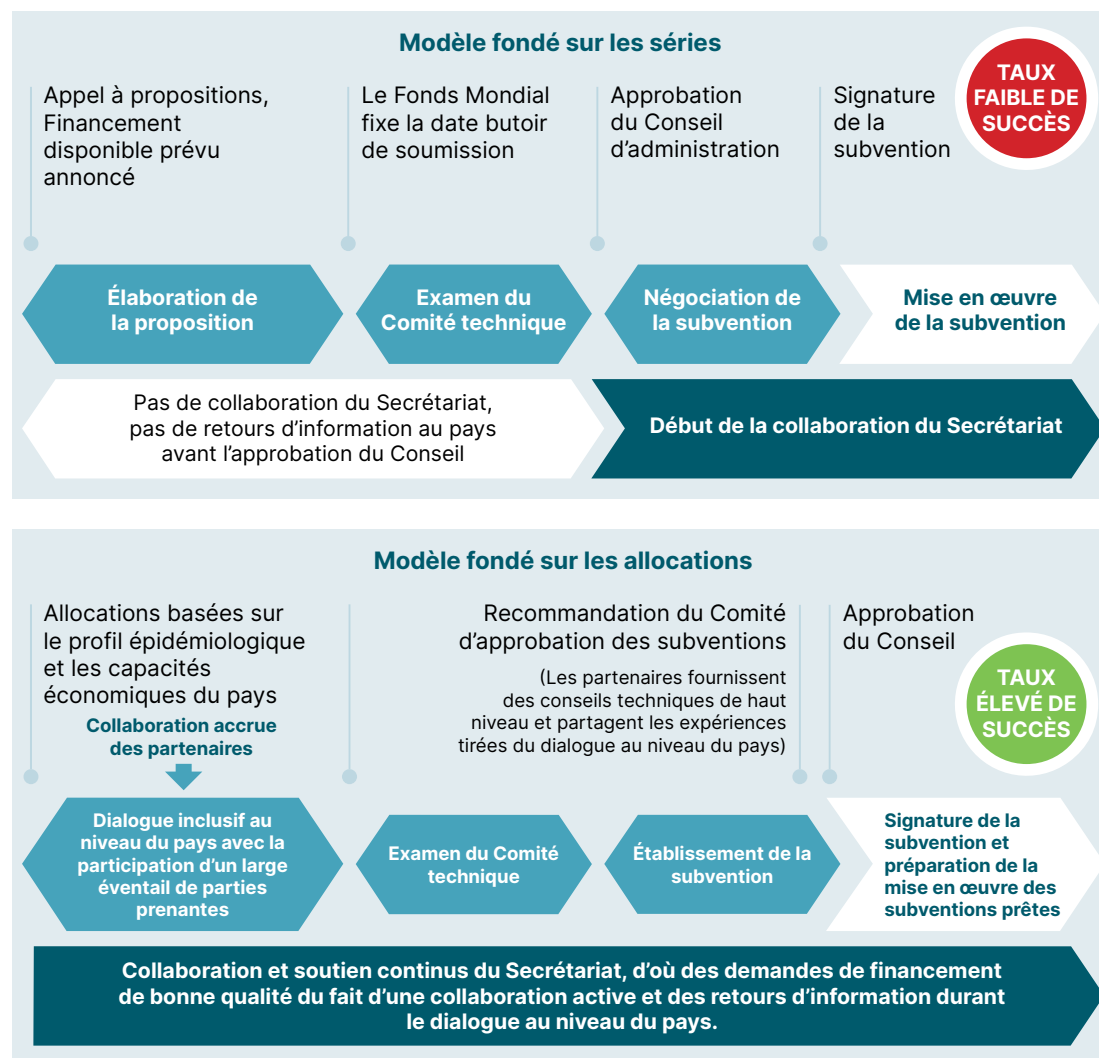 Modèle fondé sur les séries
TAUX
FAIBLE DE
SUCCÈS
Appel à propositions,
Financement
disponible prévu
annoncé
Le Fonds Mondial
fixe la date butoir
de soumission
Approbation
du Conseil
d’administration
Signature
de la
subvention
Élaboration de
la proposition
Examen du
Comité technique
Négociation de
la subvention
Mise en œuvre
de la subvention
Pas de collaboration du Secrétariat,
pas de retours d’information au pays
avant l’approbation du Conseil
Début de la collaboration du Secrétariat
Modèle fondé sur les allocations
Allocations basées sur
le profil épidémiologique
et les capacités
économiques du pays
Collaboration accrue
des partenaires
Recommandation du Comité
d’approbation des subventions
(Les partenaires fournissent
des conseils techniques de haut
niveau et partagent les expériences
tirées du dialogue au niveau du pays)
Approbation
du Conseil
TAUX
ÉLEVÉ DE
SUCCÈS
Dialogue inclusif au
niveau du pays avec la
participation d’un large
éventail de parties
prenantes
Examen du Comité
technique
Établissement de la
subvention
Signature de la
subvention et
préparation de la
mise en œuvre des
subventions prêtes
Collaboration et soutien continus du Secrétariat, d’où des demandes de financement
de bonne qualité du fait d’une collaboration active et des retours d’information durant
le dialogue au niveau du pays.